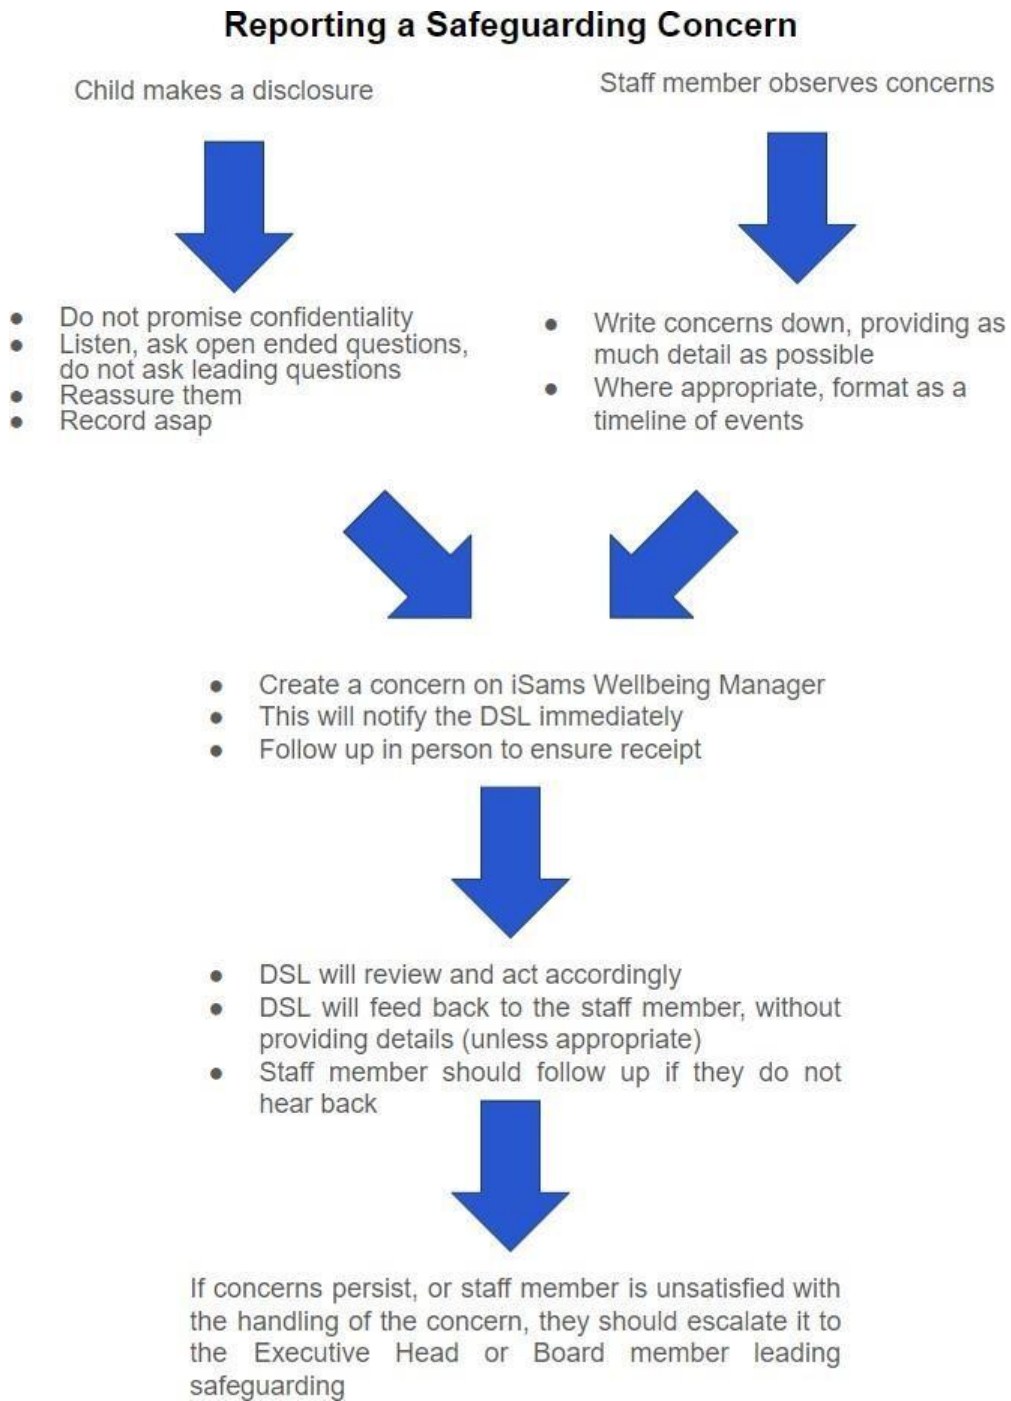 Reporting a Safeguarding Concern
Child makes a disclosure
Staff member observes concerns
● Do not promise confidentiality
● Listen, ask open ended questions,
do not ask leading questions
● Reassure them
● Record asap
● Write concerns down, providing as
much detail as possible
● Where appropriate, format as a
timeline of events
● Create a concern on iSams Wellbeing Manager
● This will notify the DSL immediately
● Follow up in person to ensure receipt
● DSL will review and act accordingly
● DSL will feed back to the staff member, without
providing details (unless appropriate)
● Staff member should follow up if they do not
hear back
If concerns persist, or staff member is unsatisfied with
the handling of the concern, they should escalate it to
the Executive Head or Board member leading
safeguarding